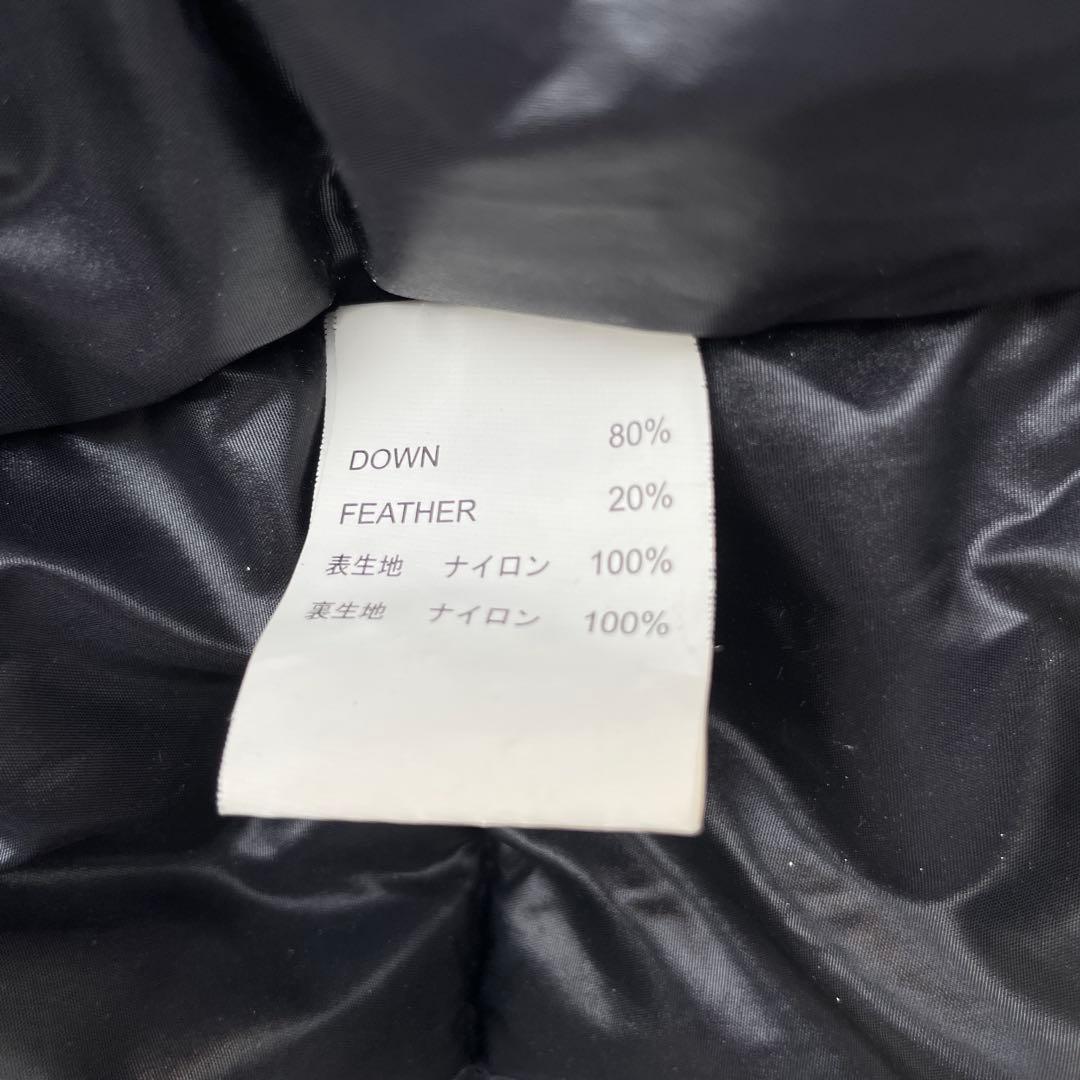 DOWN 80%
FEATHER 20%
表生地 ナイロン 100%
裏生地 ナイロン 100%